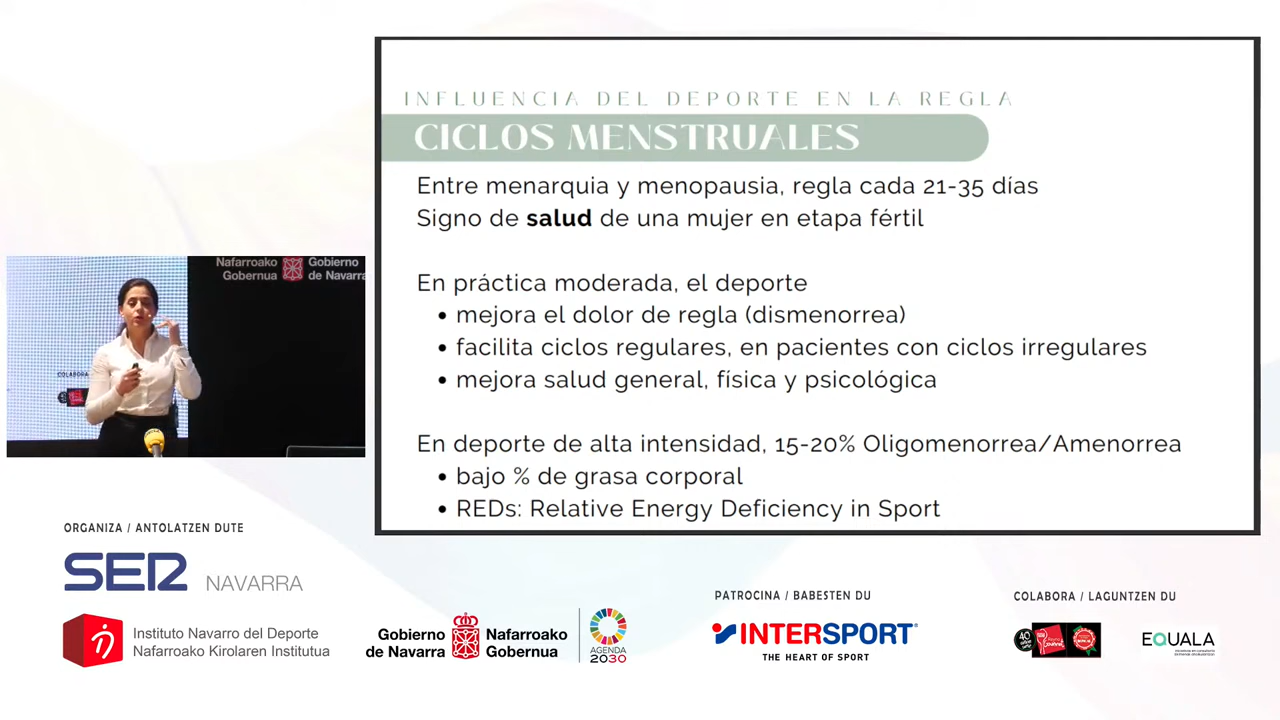 INFLUENCIA DEL DEPORTE EN LA REGLA
CICLOS MENSTRUALES
Entre menarquia y menopausia, regla cada 21-35 días
Signo de salud de una mujer en etapa fértil
En práctica moderada, el deporte
• mejora el dolor de regla (dismenorrea)
• facilita ciclos regulares, en pacientes con ciclos irregulares
• mejora salud general, física y psicológica
En deporte de alta intensidad, 15-20% Oligomenorrea/Amenorrea
• bajo % de grasa corporal
• REDs: Relative Energy Deficiency in Sport
Nafarroako Gobernua
Gobierno de Navarra
COLABORA
ORGANIZA / ANTOLATZEN DUTE
SER NAVARRA
Instituto Navarro del Deporte
Nafarroako Kirolaren Institutua
Gobierno de Navarra
Nafarroako Gobernua
AGENDA 2030
PATROCINA / BABESTEN DU
INTERSPORT
THE HEART OF SPORT
COLABORA / LAGUNTZEN DU
40
EQUALA